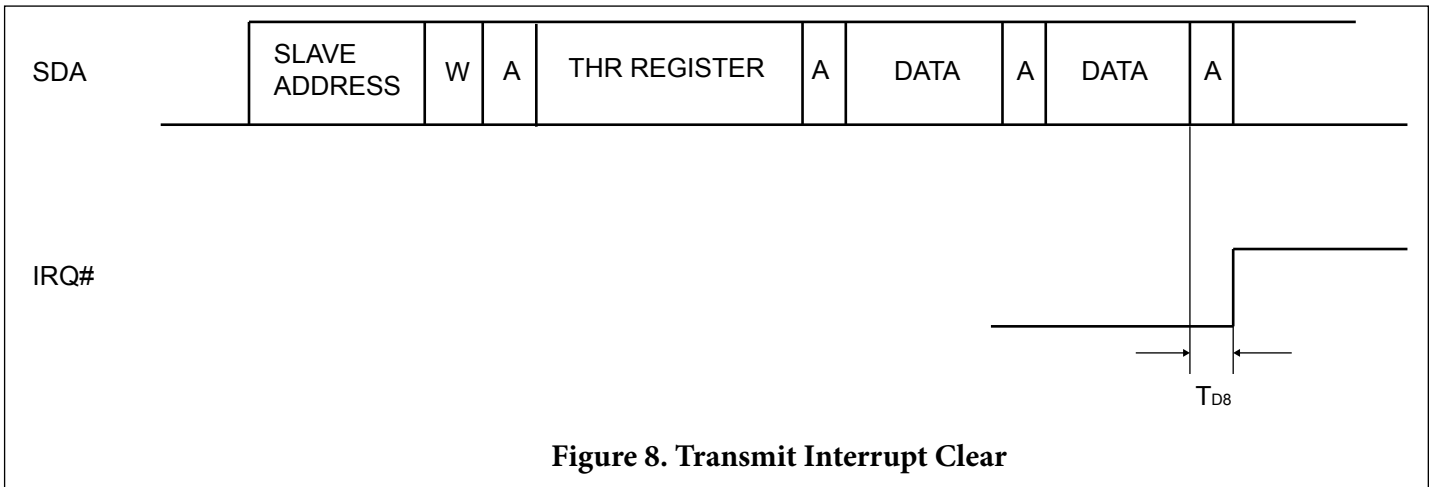 SDA
SLAVE
ADDRESS
W
A
THR REGISTER
A
DATA
A
DATA
A
IRQ#
TD8
Figure 8. Transmit Interrupt Clear